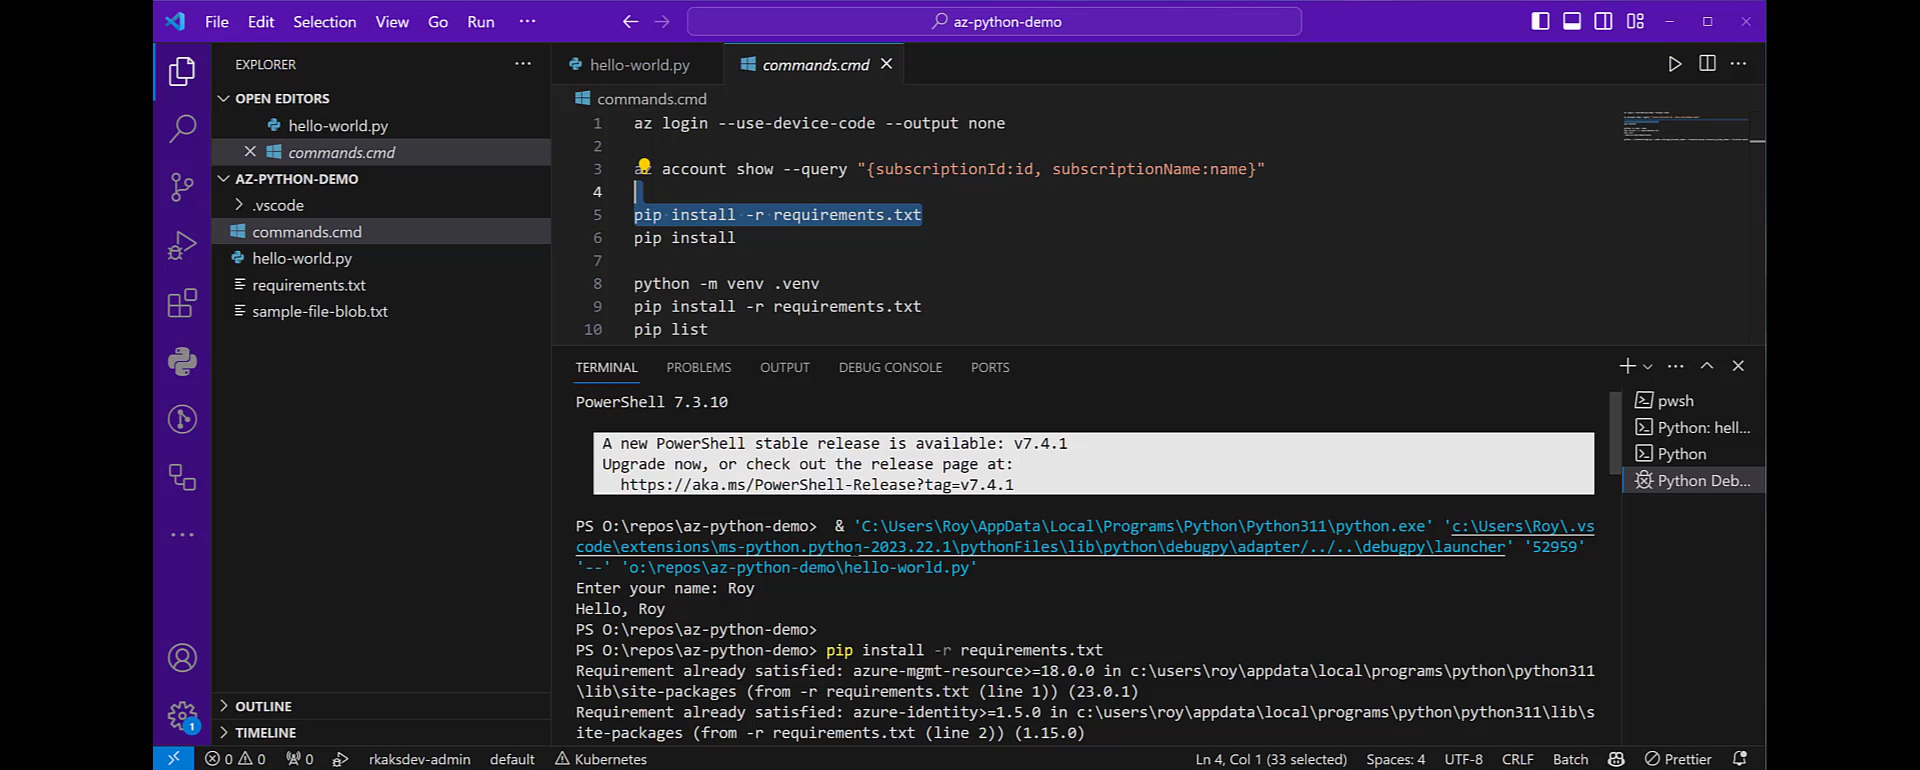 File Edit Selection View Go Run ··· az-python-demo
EXPLORER ···
OPEN EDITORS
hello-world.py
commands.cmd
AZ-PYTHON-DEMO
.vscode
commands.cmd
hello-world.py
requirements.txt
sample-file-blob.txt
OUTLINE
TIMELINE
hello-world.py commands.cmd
commands.cmd
1 az login --use-device-code --output none
2
3 az account show --query "{subscriptionId:id, subscriptionName:name}"
4
5 pip install -r requirements.txt
6 pip install
7
8 python -m venv .venv
9 pip install -r requirements.txt
10 pip list
TERMINAL PROBLEMS OUTPUT DEBUG CONSOLE PORTS
PowerShell 7.3.10
A new PowerShell stable release is available: v7.4.1
Upgrade now, or check out the release page at:
https://aka.ms/PowerShell-Release?tag=v7.4.1
PS O:\repos\az-python-demo> & 'C:\Users\Roy\AppData\Local\Programs\Python\Python311\python.exe' 'c:\Users\Roy\.vs
code\extensions\ms-python.python-2023.22.1\pythonFiles\lib\python\debugpy\adapter/../..\debugpy\launcher' '52959'
'--' 'o:\repos\az-python-demo\hello-world.py'
Enter your name: Roy
Hello, Roy
PS O:\repos\az-python-demo>
PS O:\repos\az-python-demo> pip install -r requirements.txt
Requirement already satisfied: azure-mgmt-resource>=18.0.0 in c:\users\roy\appdata\local\programs\python\python311
\lib\site-packages (from -r requirements.txt (line 1)) (23.0.1)
Requirement already satisfied: azure-identity>=1.5.0 in c:\users\roy\appdata\local\programs\python\python311\lib\s
ite-packages (from -r requirements.txt (line 2)) (1.15.0)
pwsh
Python: hell...
Python
Python Deb...
1
0 0 0 rkaksdev-admin default Kubernetes Ln 4, Col 1 (33 selected) Spaces: 4 UTF-8 CRLF Batch Prettier